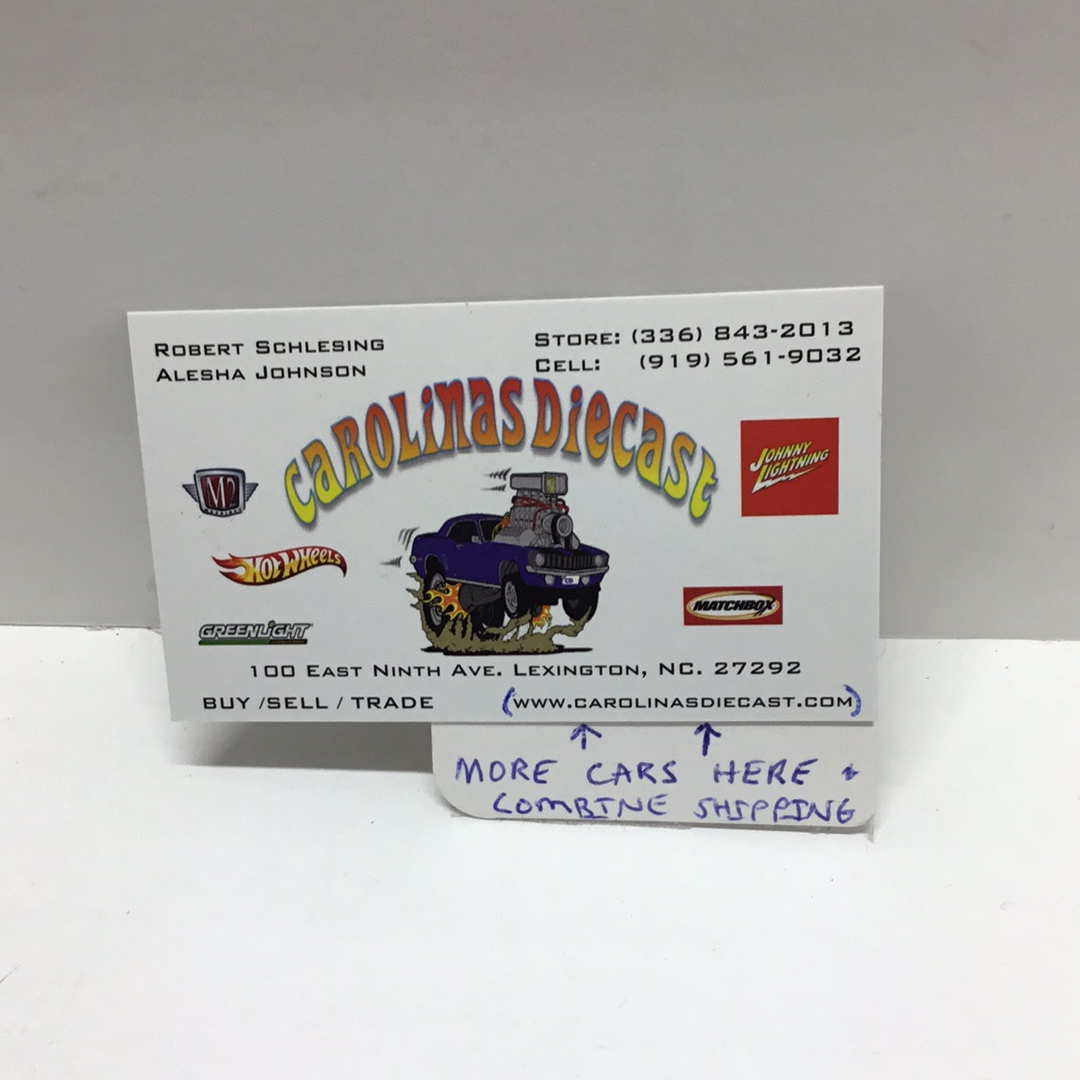 ROBERT SCHLESING
ALESHA JOHNSON
STORE: (336) 843-2013
CELL: (919) 561-9032
CAROLINAS DIECAST
M2
JOHNNY
LIGHTNING
HOT WHEELS
MATCHBOX
GREENLIGHT
100 EAST NINTH AVE. LEXINGTON, NC. 27292
BUY /SELL / TRADE
(WWW.CAROLINASDIECAST.COM)
↑ ↑
MORE CARS HERE +
COMBINE SHIPPING